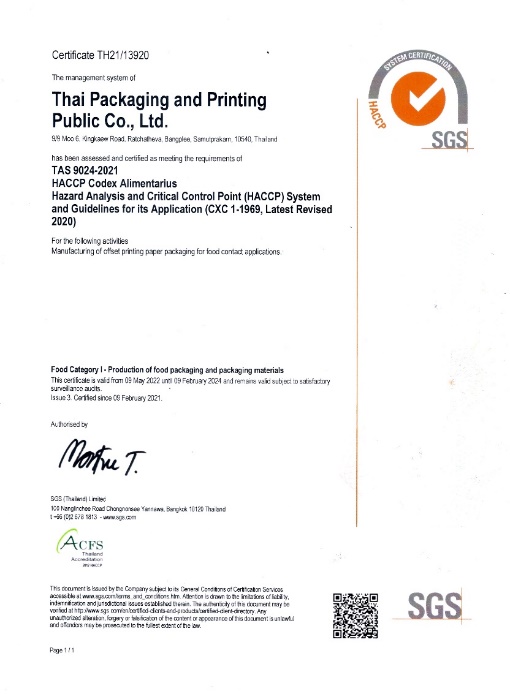 Certificate TH21/13920
SYSTEM CERTIFICATION
HACCP
SGS
The management system of
Thai Packaging and Printing
Public Co., Ltd.
9/9 Moo 6, Kingkaew Road, Ratchatheva, Bangplee, Samutprakarn, 10540, Thailand
has been assessed and certified as meeting the requirements of
TAS 9024-2021
HACCP Codex Alimentarius
Hazard Analysis and Critical Control Point (HACCP) System
and Guidelines for its Application (CXC 1-1969, Latest Revised
2020)
For the following activities
Manufacturing of offset printing paper packaging for food contact applications.
Food Category I - Production of food packaging and packaging materials
This certificate is valid from 09 May 2022 until 09 February 2024 and remains valid subject to satisfactory
surveillance audits.
Issue 3. Certified since 09 February 2021.
Authorised by
SGS (Thailand) Limited
100 Nanglinchee Road Chongnonsee Yannawa, Bangkok 10120 Thailand
t +66 (0)2 678 1813 - www.sgs.com
ACFS
Thailand
Accreditation
This document is issued by the Company subject to its General Conditions of Certification Services
accessible at www.sgs.com/terms_and_conditions.htm. Attention is drawn to the limitations of liability,
indemnification and jurisdictional issues established therein. The authenticity of this document may be
verified at http://www.sgs.com/en/certified-clients-and-products/certified-client-directory. Any
unauthorized alteration, forgery or falsification of the content or appearance of this document is unlawful
and offenders may be prosecuted to the fullest extent of the law.
SGS
Page 1 / 1